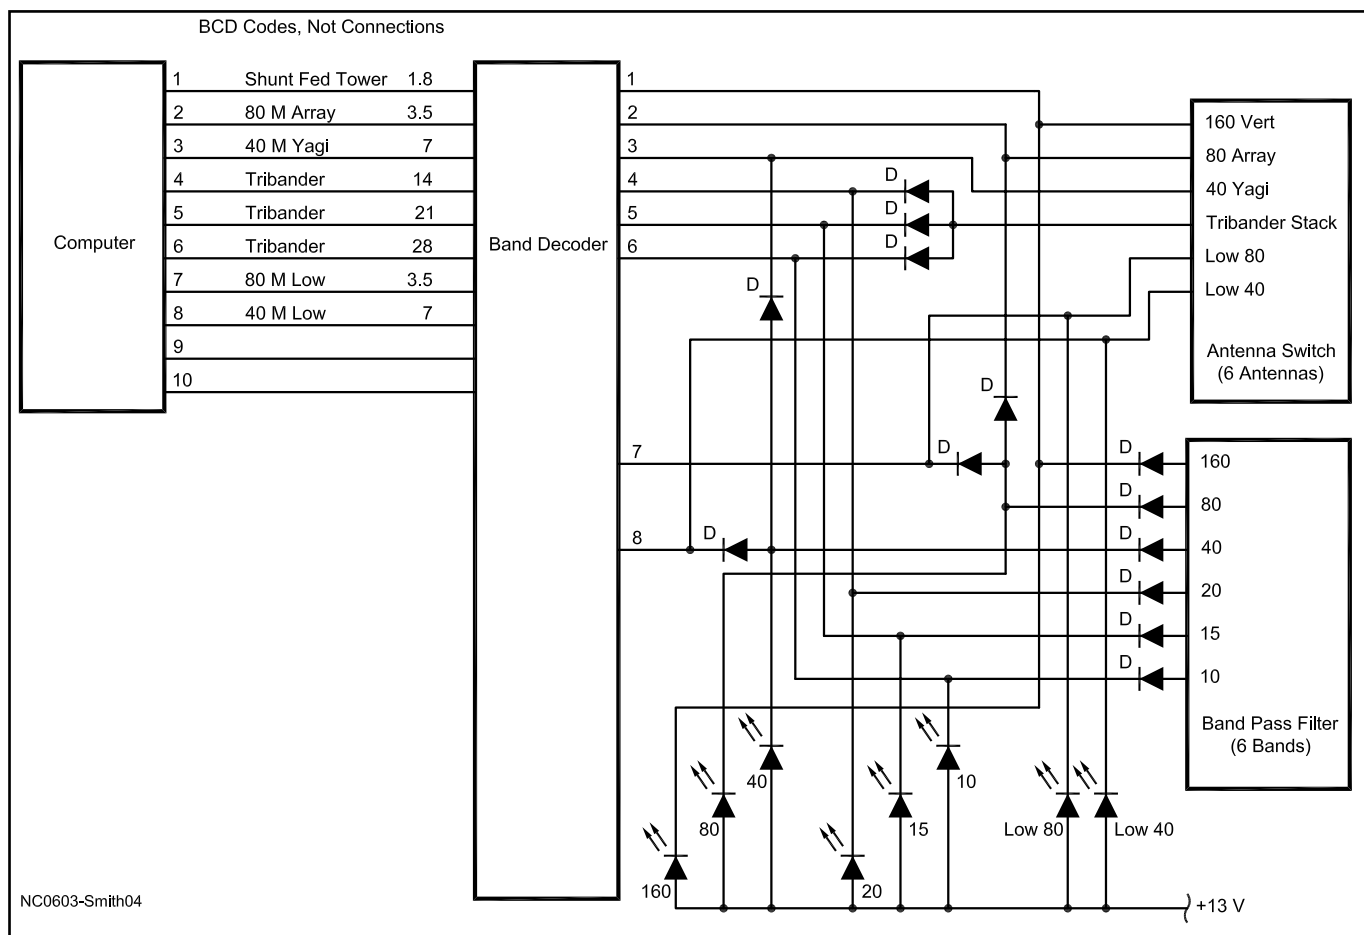 BCD Codes, Not Connections
Computer
1 Shunt Fed Tower 1.8
2 80 M Array 3.5
3 40 M Yagi 7
4 Tribander 14
5 Tribander 21
6 Tribander 28
7 80 M Low 3.5
8 40 M Low 7
9
10
Band Decoder
1
2
3
4
5
6
7
8
D
D
D
D
D
D
D
160 Vert
80 Array
40 Yagi
Tribander Stack
Low 80
Low 40
Antenna Switch
(6 Antennas)
D 160
D 80
D 40
D 20
D 15
D 10
Band Pass Filter
(6 Bands)
40
10
80
15
Low 80
Low 40
160
20
+13 V
NC0603-Smith04